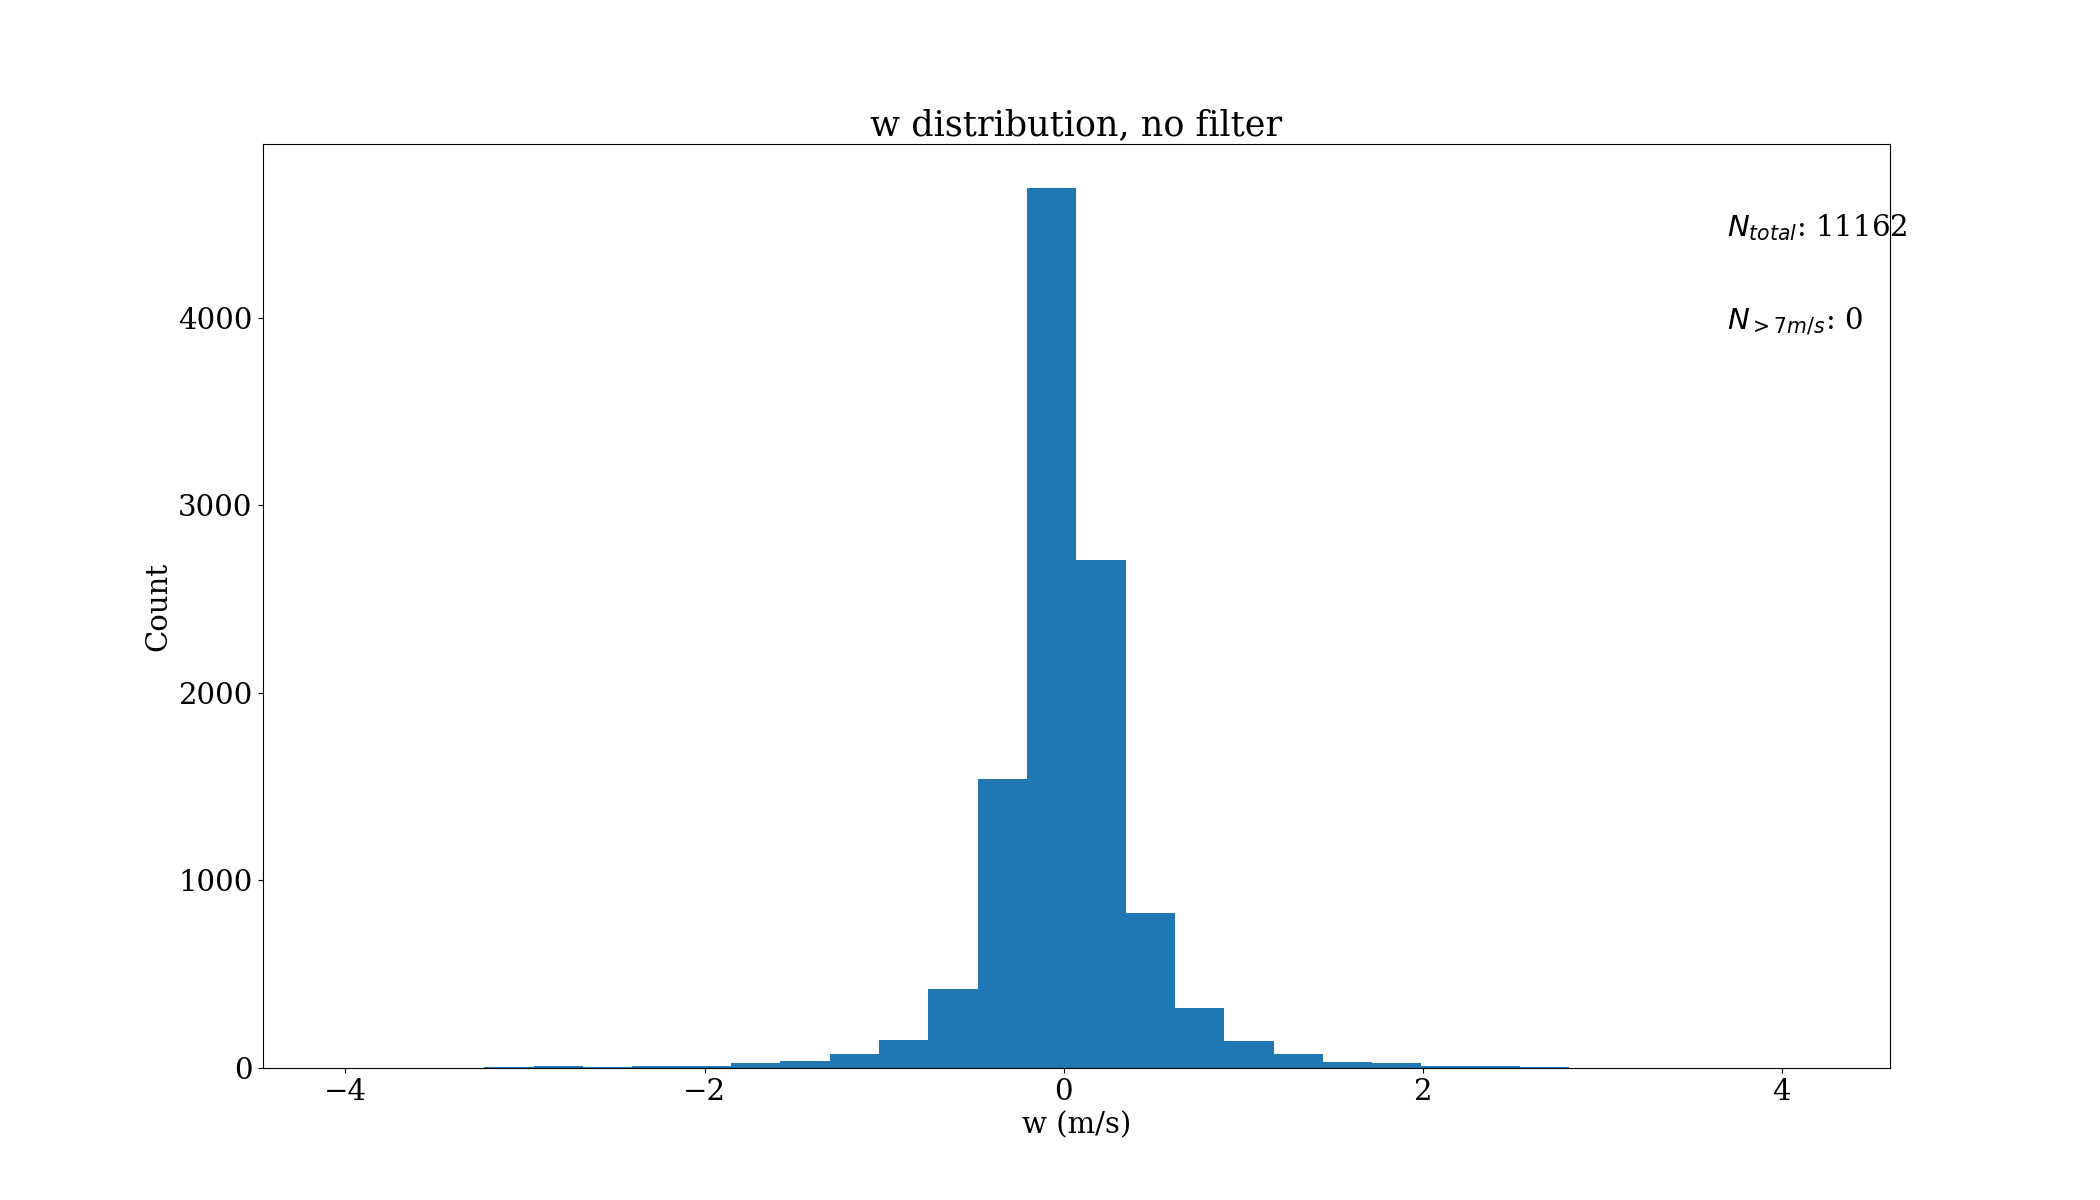 w distribution, no filter
N_total: 11162
N_>7m/s: 0
4000
3000
2000
1000
0
Count
−4 −2 0 2 4
w (m/s)